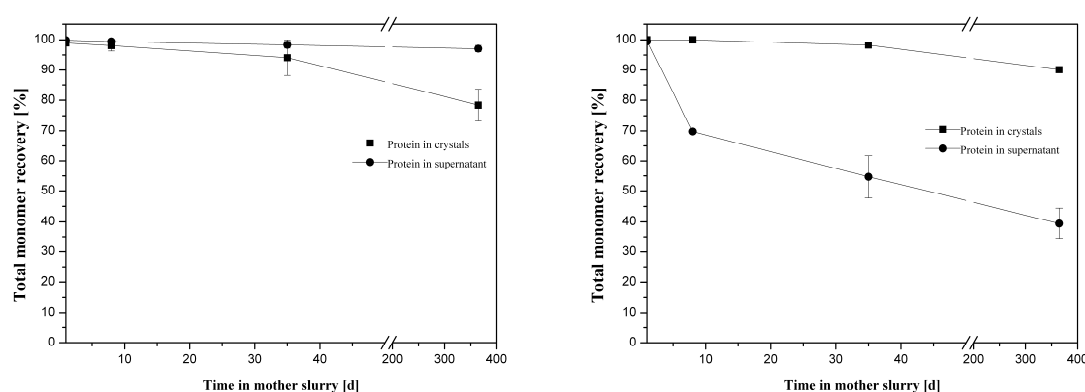 100
90
80
70
60
50
40
30
20
10
0
Total monomer recovery [%]
Protein in crystals
Protein in supernatant
10 20 30 40 200 300 400
Time in mother slurry [d]
100
90
80
70
60
50
40
30
20
10
0
Total monomer recovery [%]
Protein in crystals
Protein in supernatant
10 20 30 40 200 300 400
Time in mother slurry [d]